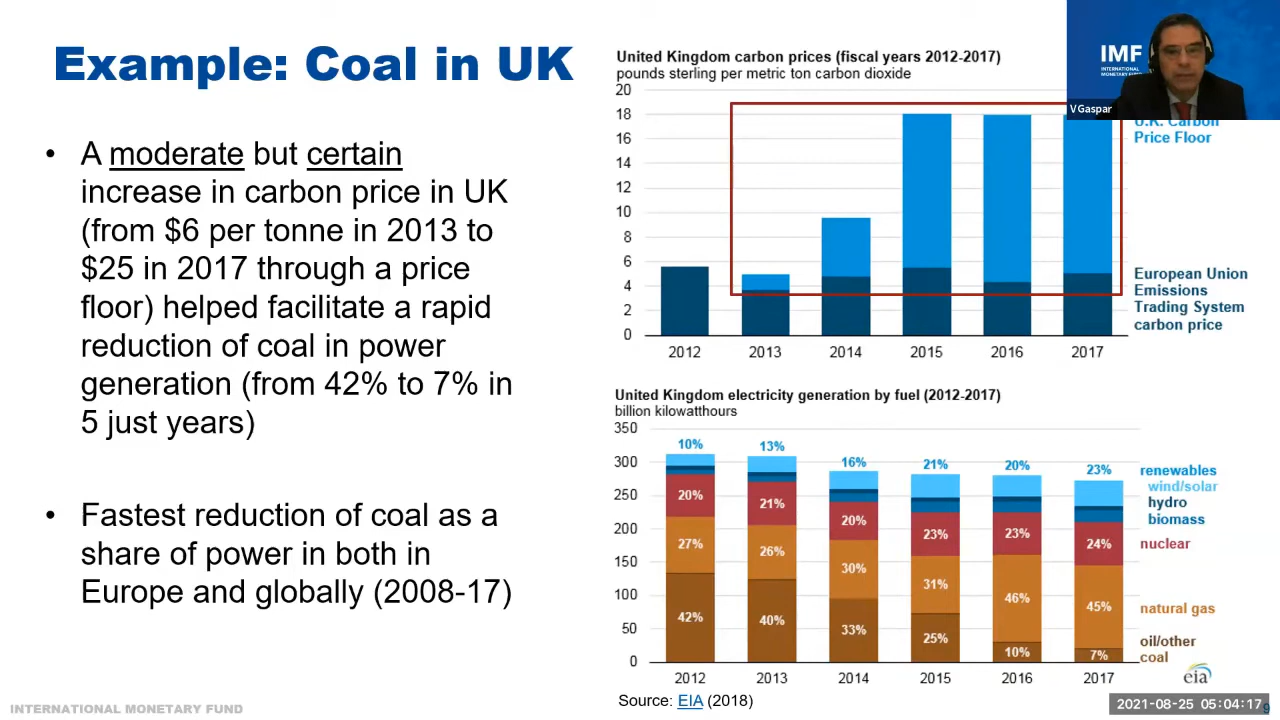 Example: Coal in UK
• A moderate but certain
increase in carbon price in UK
(from $6 per tonne in 2013 to
$25 in 2017 through a price
floor) helped facilitate a rapid
reduction of coal in power
generation (from 42% to 7% in
5 just years)
• Fastest reduction of coal as a
share of power in both in
Europe and globally (2008-17)
United Kingdom carbon prices (fiscal years 2012-2017)
pounds sterling per metric ton carbon dioxide
20
18
16
14
12
10
8
6
4
2
0
2012 2013 2014 2015 2016 2017
U.K. Carbon
Price Floor
European Union
Emissions
Trading System
carbon price
IMF
INTERNATIONAL
MONETARY FUND
V Gaspar
United Kingdom electricity generation by fuel (2012-2017)
billion kilowatthours
350
300
250
200
150
100
50
0
10% 13% 16% 21% 20% 23%
20% 21% 20% 23% 23% 24%
27% 26% 30% 31% 46% 45%
42% 40% 33% 25% 10% 7%
2012 2013 2014 2015 2016 2017
renewables
wind/solar
hydro
biomass
nuclear
natural gas
oil/other
coal
eia
Source: EIA (2018)
INTERNATIONAL MONETARY FUND
2021-08-25 05:04:17
9